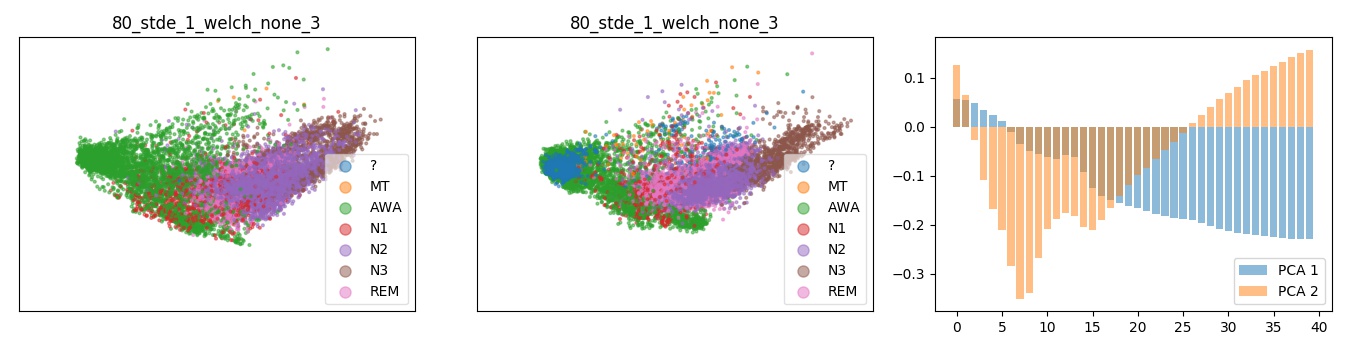 80_stde_1_welch_none_3
?
MT
AWA
N1
N2
N3
REM
80_stde_1_welch_none_3
?
MT
AWA
N1
N2
N3
REM
0.1
0.0
−0.1
−0.2
−0.3
0 5 10 15 20 25 30 35 40
PCA 1
PCA 2